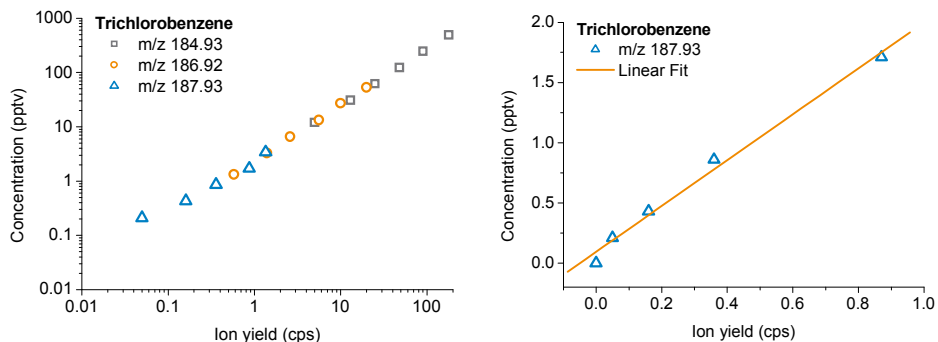 Trichlorobenzene
m/z 184.93
m/z 186.92
m/z 187.93
Concentration (pptv)
1000
100
10
1
0.1
0.01
0.01 0.1 1 10 100
Ion yield (cps)
Trichlorobenzene
m/z 187.93
Linear Fit
Concentration (pptv)
2.0
1.5
1.0
0.5
0.0
0.0 0.2 0.4 0.6 0.8 1.0
Ion yield (cps)